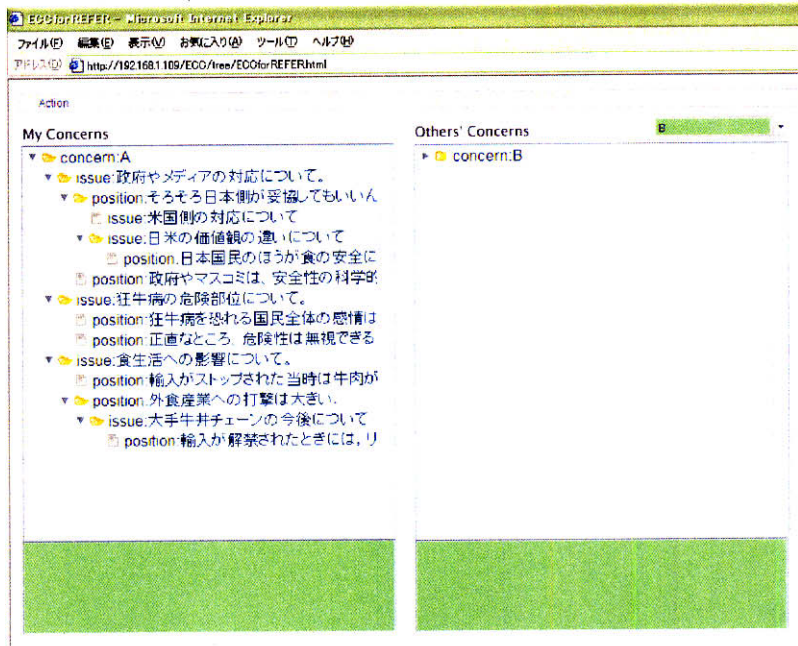 ECOforREFER - Microsoft Internet Explorer
ファイル(F) 編集(E) 表示(V) お気に入り(A) ツール(T) ヘルプ(H)
アドレス(D) http://192.168.1.109/ECO/tree/ECOforREFER.html
Action
My Concerns
concern:A
issue:政府やメディアの対応について。
position:そろそろ日本側が妥協してもいいん
issue:米国側の対応について
issue:日米の価値観の違いについて
position:日本国民のほうが食の安全に
position:政府やマスコミは、安全性の科学的
issue:狂牛病の危険部位について。
position:狂牛病を恐れる国民全体の感情は
position:正直なところ、危険性は無視できる
issue:食生活への影響について。
position:輸入がストップされた当時は牛肉が
position:外食産業への打撃は大きい.
issue:大手牛丼チェーンの今後について
position:輸入が解禁されたときには，リ
Others' Concerns
B
concern:B